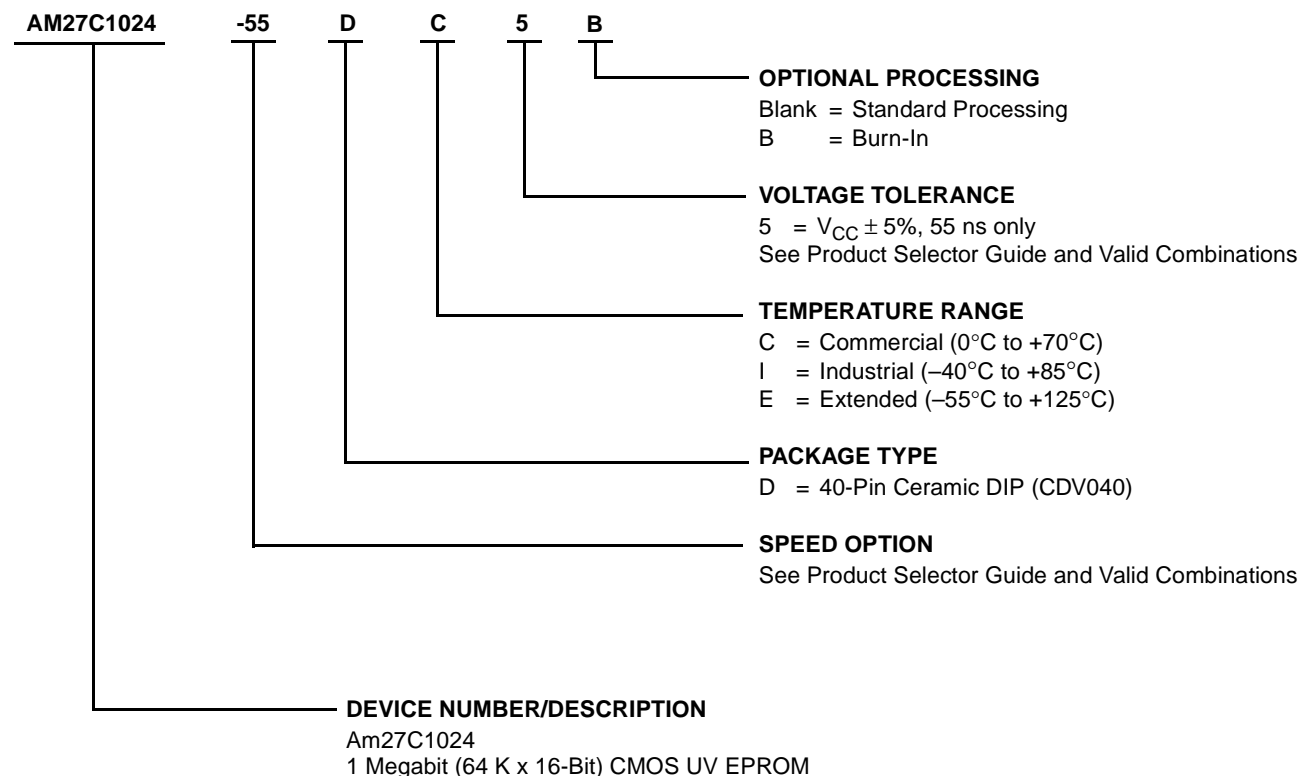 AM27C1024 -55 D C 5 B
OPTIONAL PROCESSING
Blank = Standard Processing
B = Burn-In
VOLTAGE TOLERANCE
5 = VCC ± 5%, 55 ns only
See Product Selector Guide and Valid Combinations
TEMPERATURE RANGE
C = Commercial (0°C to +70°C)
I = Industrial (–40°C to +85°C)
E = Extended (–55°C to +125°C)
PACKAGE TYPE
D = 40-Pin Ceramic DIP (CDV040)
SPEED OPTION
See Product Selector Guide and Valid Combinations
DEVICE NUMBER/DESCRIPTION
Am27C1024
1 Megabit (64 K x 16-Bit) CMOS UV EPROM